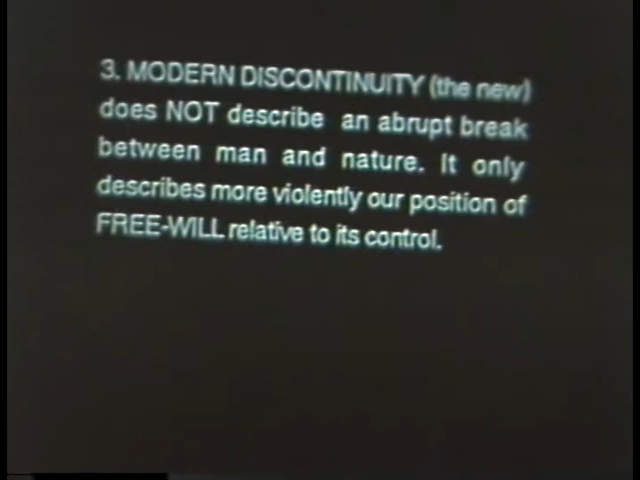 3. MODERN DISCONTINUITY (the new)
does NOT describe an abrupt break
between man and nature. It only
describes more violently our position of
FREE-WILL relative to its control.